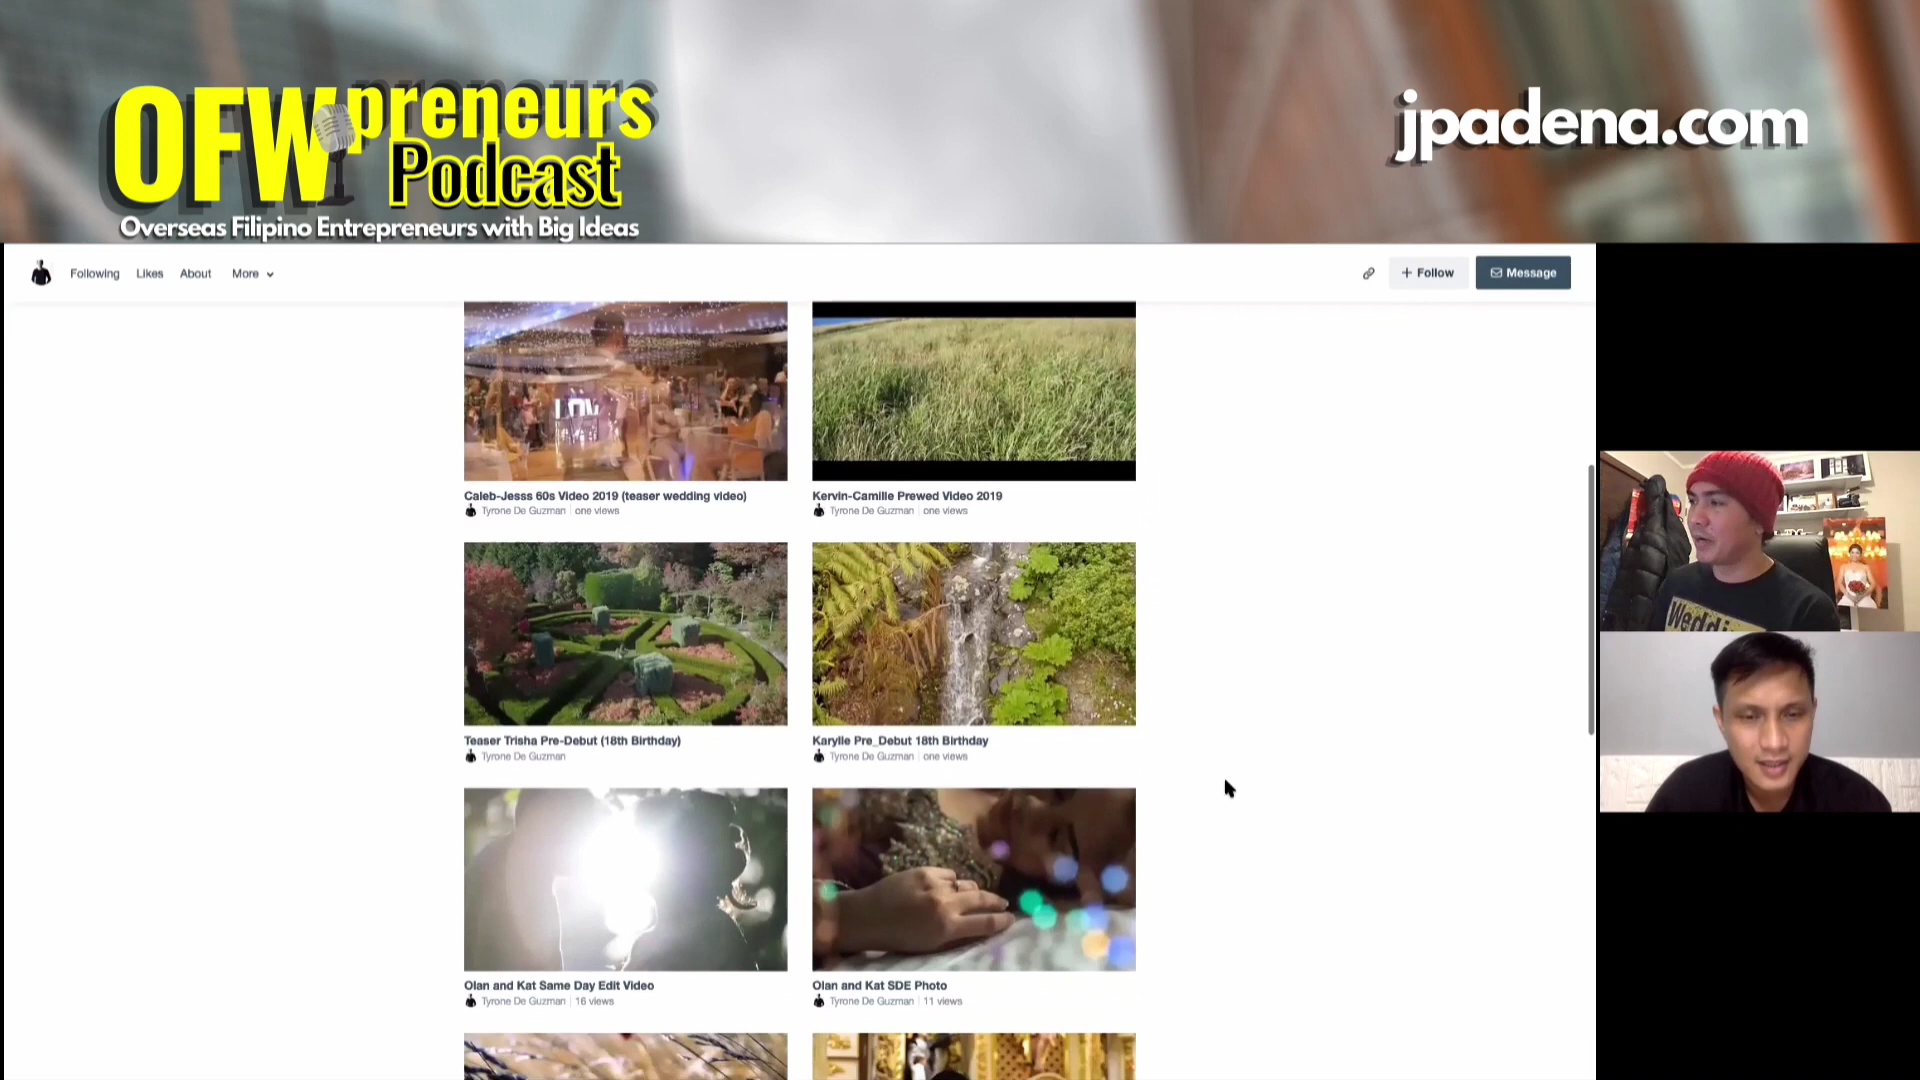 OFWpreneurs
Podcast
Overseas Filipino Entrepreneurs with Big Ideas
jpadena.com
Following Likes About More
+ Follow
Message
LOV
Caleb-Jesss 60s Video 2019 (teaser wedding video)
Tyrone De Guzman | one views
Kervin-Camille Prewed Video 2019
Tyrone De Guzman | one views
Weddi
Teaser Trisha Pre-Debut (18th Birthday)
Tyrone De Guzman
Karylle Pre_Debut 18th Birthday
Tyrone De Guzman | one views
Olan and Kat Same Day Edit Video
Tyrone De Guzman | 16 views
Olan and Kat SDE Photo
Tyrone De Guzman | 11 views